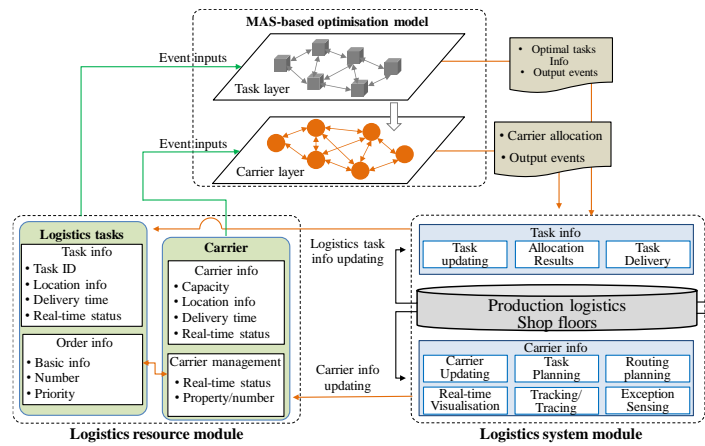 MAS-based optimisation model
Event inputs
Task layer
• Optimal tasks
Info
• Output events
Event inputs
Carrier layer
• Carrier allocation
• Output events
Logistics tasks
Task info
• Task ID
• Location info
• Delivery time
• Real-time status
Order info
• Basic info
• Number
• Priority
Carrier
Carrier info
• Capacity
• Location info
• Delivery time
• Real-time status
Carrier management
• Real-time status
• Property/number
Logistics resource module
Logistics task
info updating
Carrier info
updating
Task info
Task
updating
Allocation
Results
Task
Delivery
Production logistics
Shop floors
Carrier info
Carrier
Updating
Task
Planning
Routing
planning
Real-time
Visualisation
Tracking/
Tracing
Exception
Sensing
Logistics system module